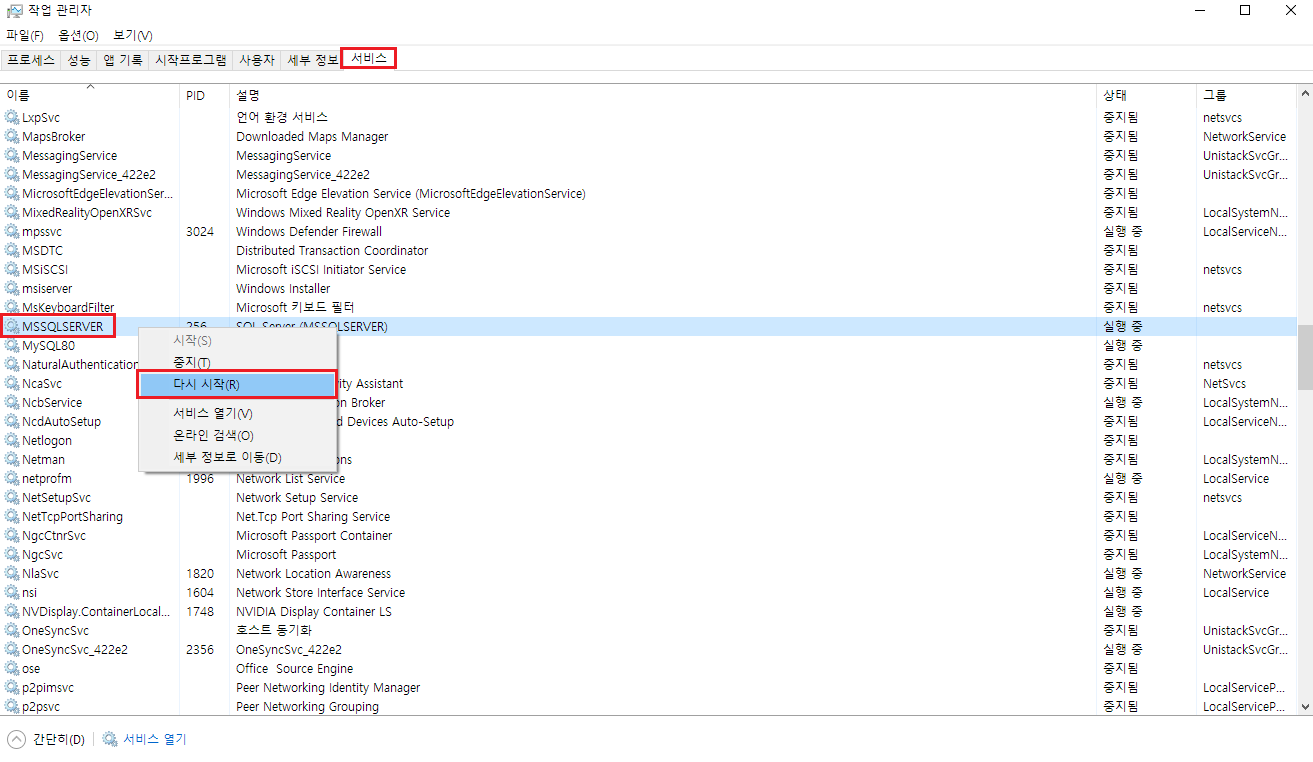 작업 관리자
파일(F) 옵션(O) 보기(V)
프로세스 성능 앱 기록 시작프로그램 사용자 세부 정보 서비스
이름 PID 설명 상태 그룹
LxpSvc 언어 환경 서비스 중지됨 netsvcs
MapsBroker Downloaded Maps Manager 중지됨 NetworkService
MessagingService MessagingService 중지됨 UnistackSvcGr...
MessagingService_422e2 MessagingService_422e2 중지됨 UnistackSvcGr...
MicrosoftEdgeElevationSer... Microsoft Edge Elevation Service (MicrosoftEdgeElevationService) 중지됨
MixedRealityOpenXRSvc Windows Mixed Reality OpenXR Service 중지됨 LocalSystemN...
mpssvc 3024 Windows Defender Firewall 실행 중 LocalServiceN...
MSDTC Distributed Transaction Coordinator 중지됨
MSiSCSI Microsoft iSCSI Initiator Service 중지됨 netsvcs
msiserver Windows Installer 중지됨
MsKeyboardFilter Microsoft 키보드 필터 중지됨 netsvcs
MSSQLSERVER 256 SQL Server (MSSQLSERVER) 실행 중
시작(S)
MySQL80 실행 중
중지(T)
NaturalAuthentication 중지됨 netsvcs
다시 시작(R)
NcaSvc ity Assistant 중지됨 NetSvcs
NcbService on Broker 실행 중 LocalSystemN...
서비스 열기(V)
NcdAutoSetup d Devices Auto-Setup 실행 중 LocalServiceN...
온라인 검색(O)
Netlogon 중지됨
세부 정보로 이동(D)
Netman ons 중지됨 LocalSystemN...
netprofm 1996 Network List Service 실행 중 LocalService
NetSetupSvc Network Setup Service 중지됨 netsvcs
NetTcpPortSharing Net.Tcp Port Sharing Service 중지됨
NgcCtnrSvc Microsoft Passport Container 중지됨 LocalServiceN...
NgcSvc Microsoft Passport 중지됨 LocalSystemN...
NlaSvc 1820 Network Location Awareness 실행 중 NetworkService
nsi 1604 Network Store Interface Service 실행 중 LocalService
NVDisplay.ContainerLocal... 1748 NVIDIA Display Container LS 실행 중
OneSyncSvc 호스트 동기화 중지됨 UnistackSvcGr...
OneSyncSvc_422e2 2356 OneSyncSvc_422e2 실행 중 UnistackSvcGr...
ose Office  Source Engine 중지됨
p2pimsvc Peer Networking Identity Manager 중지됨 LocalServiceP...
p2psvc Peer Networking Grouping 중지됨 LocalServiceP...
간단히(D) 서비스 열기